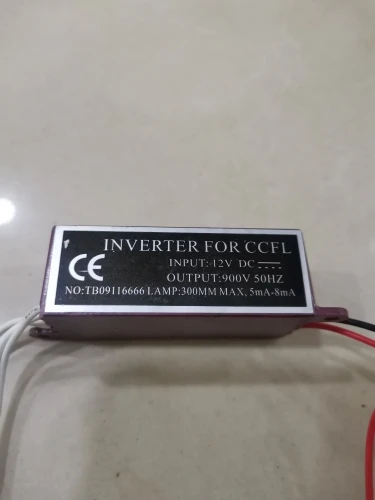 INVERTER FOR CCFL
CE
INPUT: 12V DC
OUTPUT:900V 50HZ
NO:TB09116666 LAMP:300MM MAX, 5mA-8mA